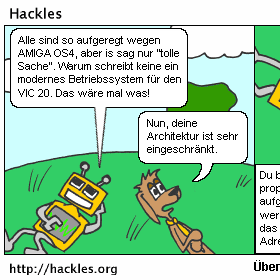 Hackles
Alle sind so aufgeregt wegen
AMIGA OS4, aber is sag nur "tolle
Sache". Warum schreibt keine ein
modernes Betriebssystem für den
VIC 20. Das wäre mal was!
Nun, deine
Architektur ist sehr
eingeschränkt.
Du b
prop
aufg
wer
das
Adre
http://hackles.org
Über